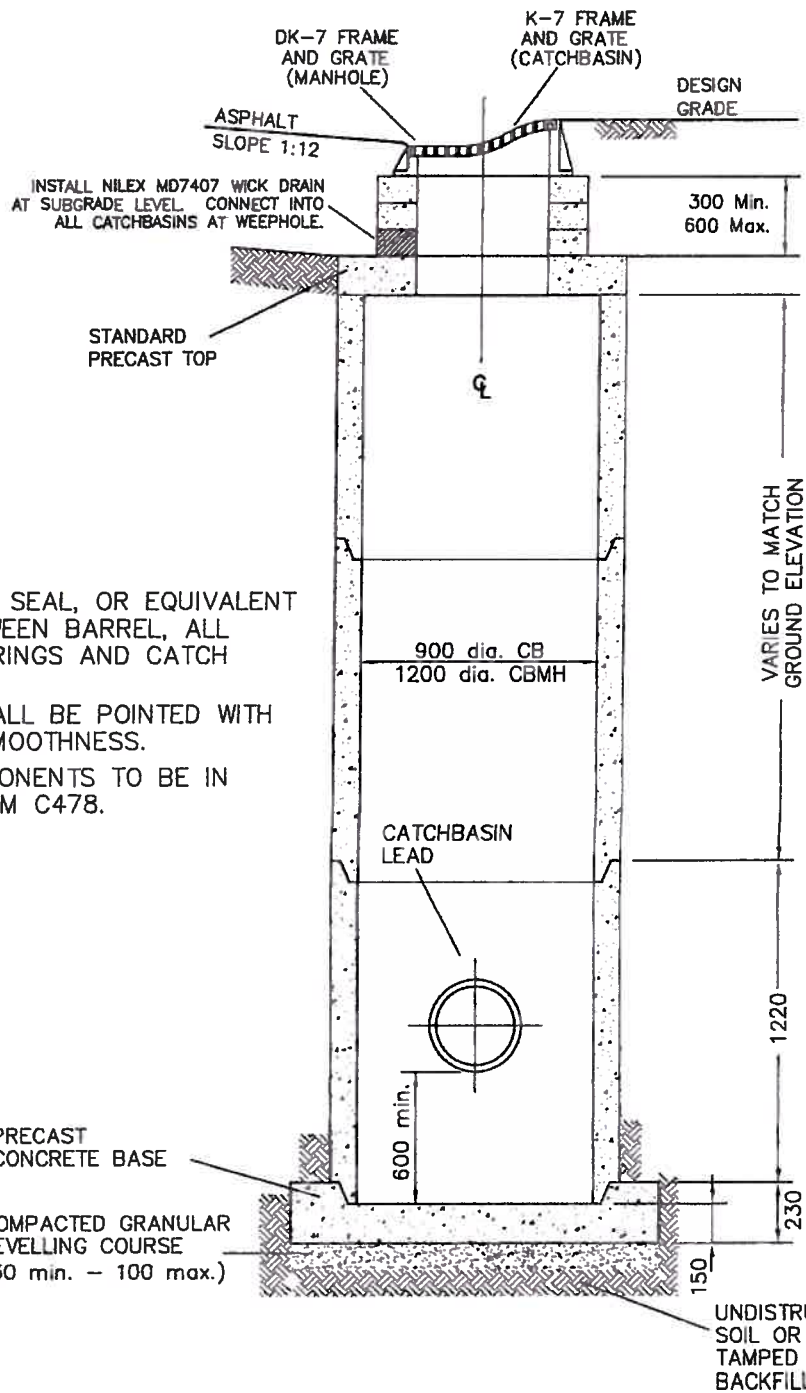 DK-7 FRAME
AND GRATE
(MANHOLE)
K-7 FRAME
AND GRATE
(CATCHBASIN)
DESIGN
GRADE
ASPHALT
SLOPE 1:12
INSTALL NILEX MD7407 WICK DRAIN
AT SUBGRADE LEVEL. CONNECT INTO
ALL CATCHBASINS AT WEEPHOLE.
300 Min.
600 Max.
STANDARD
PRECAST TOP
℄
VARIES TO MATCH
GROUND ELEVATION
SEAL, OR EQUIVALENT
EEN BARREL, ALL
RINGS AND CATCH
ALL BE POINTED WITH
MOOTHNESS.
ONENTS TO BE IN
M C478.
900 dia. CB
1200 dia. CBMH
CATCHBASIN
LEAD
1220
600 min.
PRECAST
CONCRETE BASE
OMPACTED GRANULAR
EVELLING COURSE
50 min. - 100 max.)
230
150
UNDISTRU
SOIL OR
TAMPED
BACKFILL